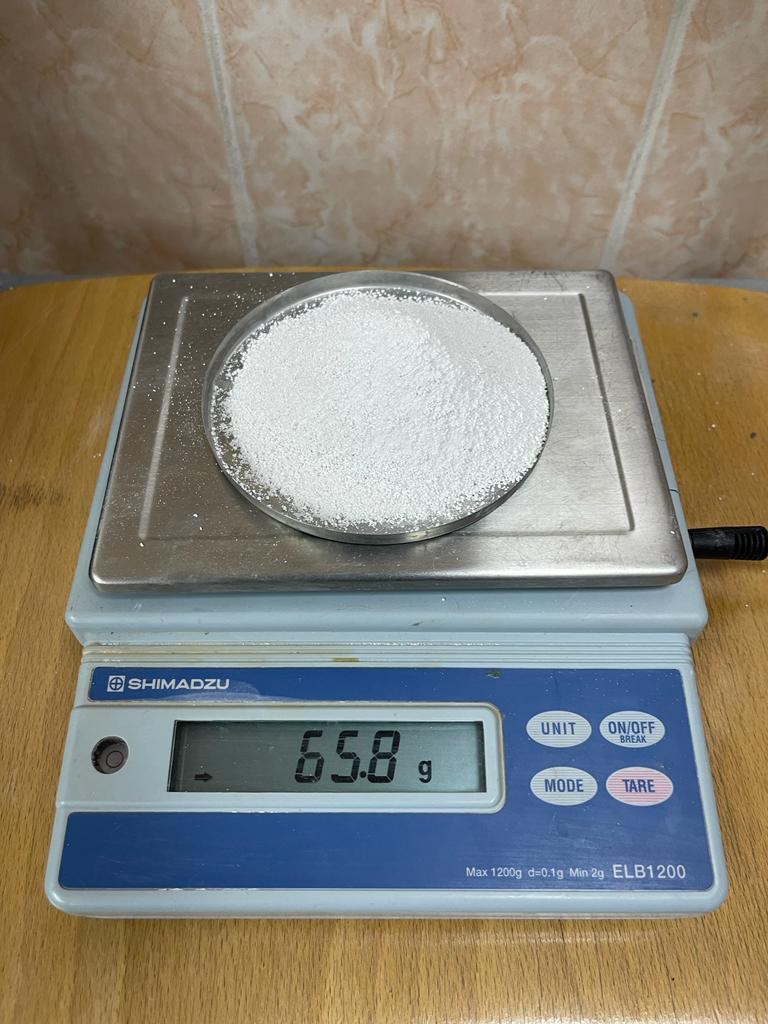 SHIMADZU
65.8 g
UNIT
ON/OFF
BREAK
MODE
TARE
Max 1200g d=0.1g Min 2g ELB1200